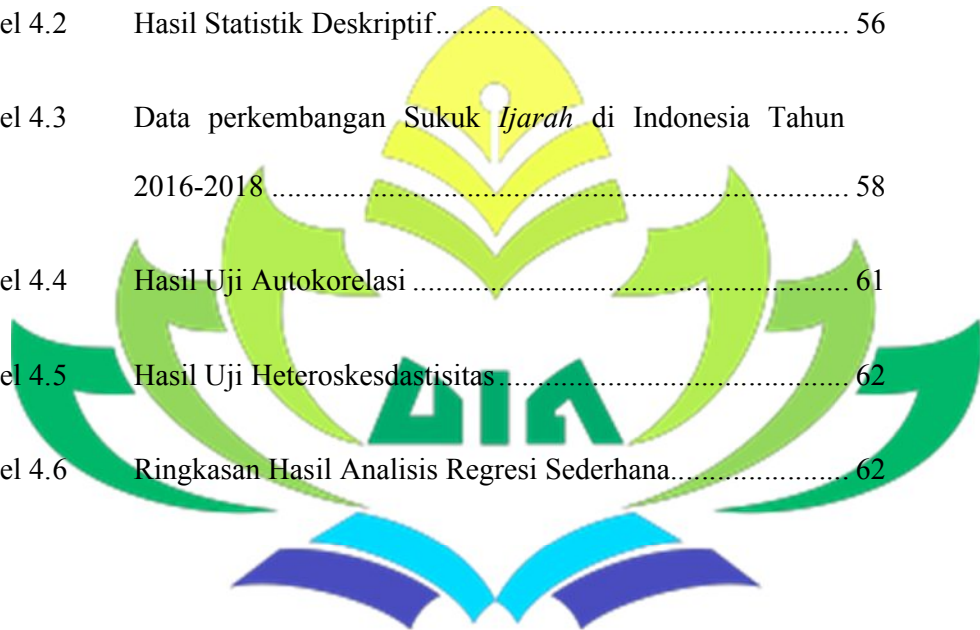 el 4.2 Hasil Statistik Deskriptif................................................ 56
el 4.3 Data perkembangan Sukuk Ijarah di Indonesia Tahun
2016-2018................................................................... 58
el 4.4 Hasil Uji Autokorelasi................................................... 61
el 4.5 Hasil Uji Heteroskesdastisitas......................................... 62
UIN
el 4.6 Ringkasan Hasil Analisis Regresi Sederhana..................... 62